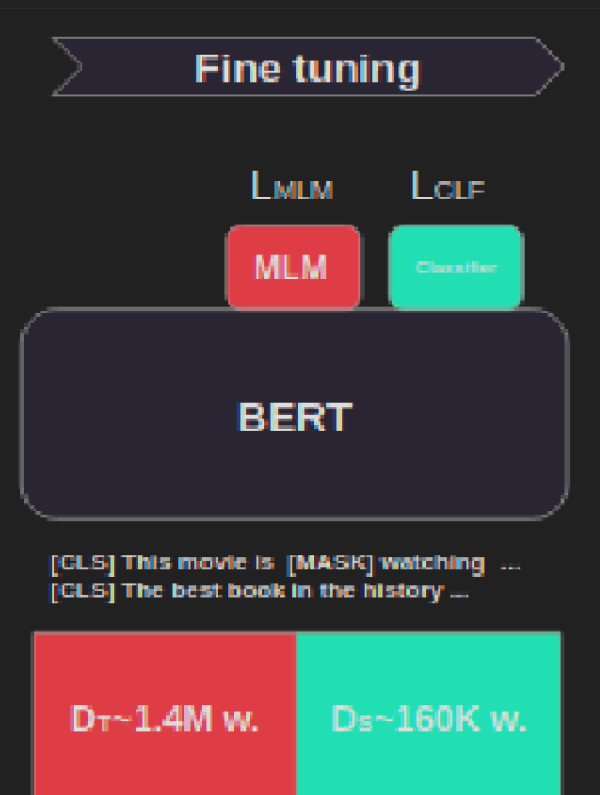 Fine tuning
LMLM LCLF
MLM Classifier
BERT
[CLS] This movie is [MASK] watching ...
[CLS] The best book in the history ...
DT~1.4M w. DS~160K w.